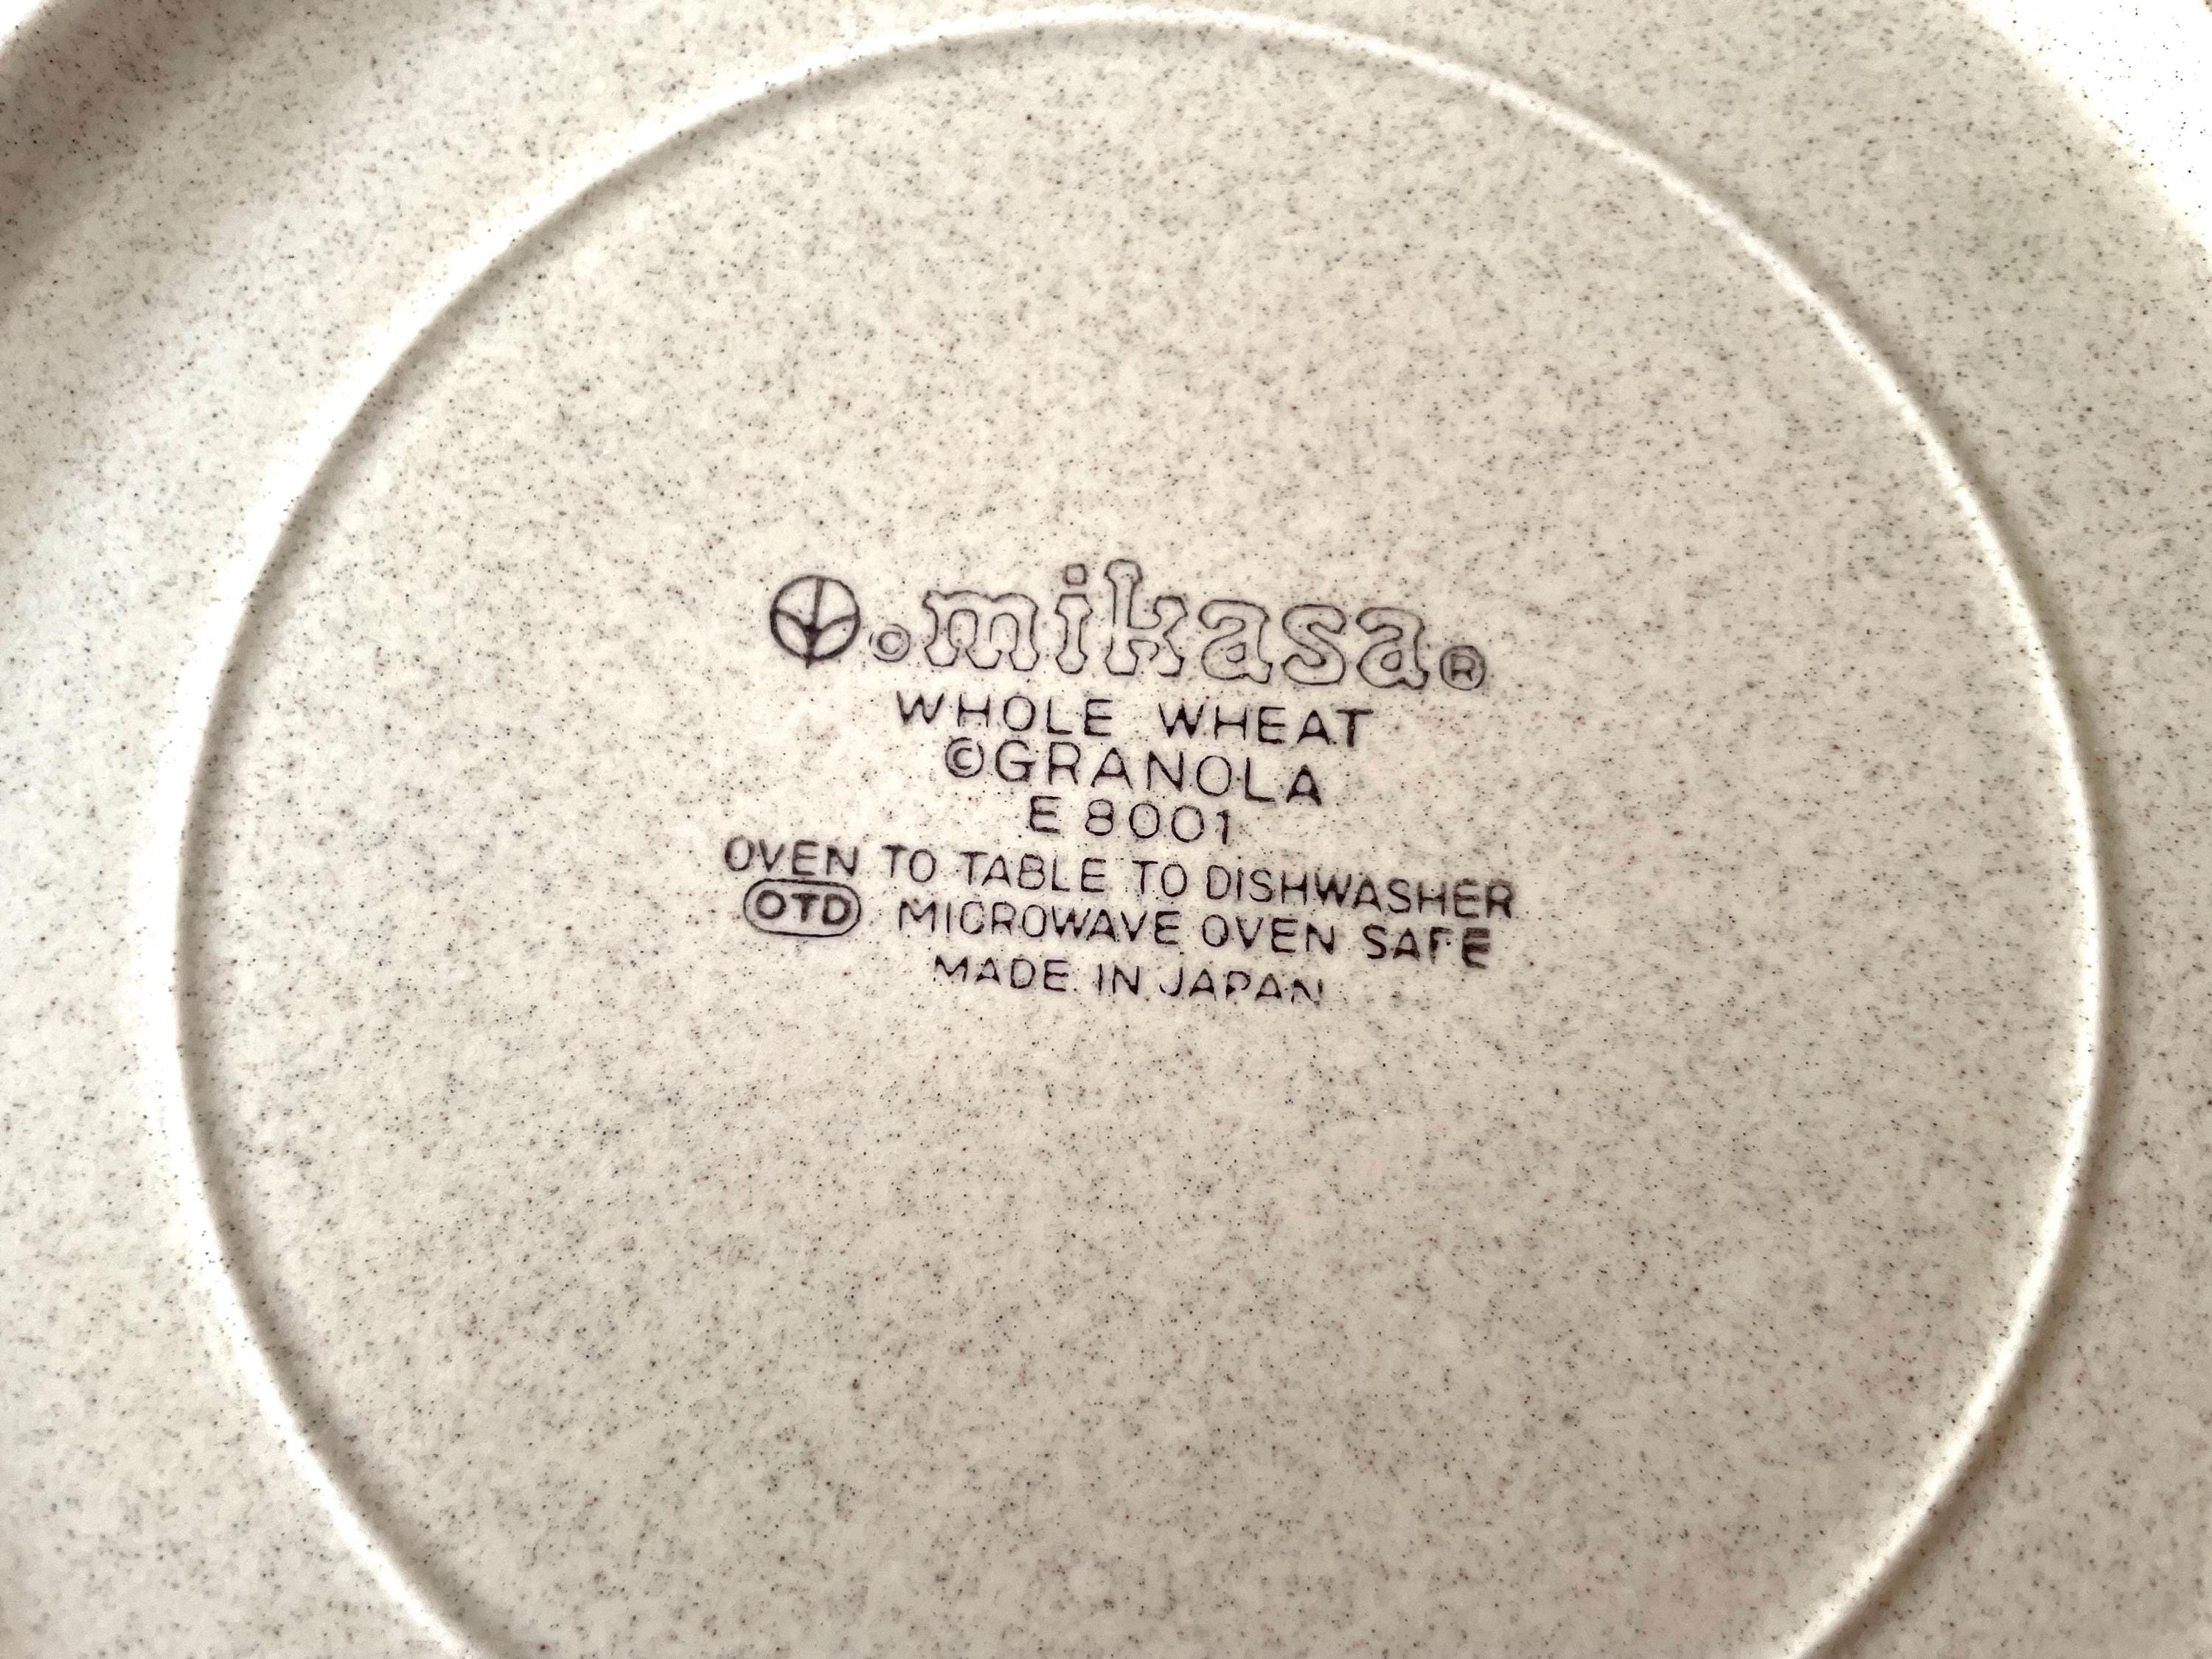 © mikasa ®
WHOLE WHEAT
©GRANOLA
E 8001
OVEN TO TABLE TO DISHWASHER
OTD MICROWAVE OVEN SAFE
MADE IN JAPAN